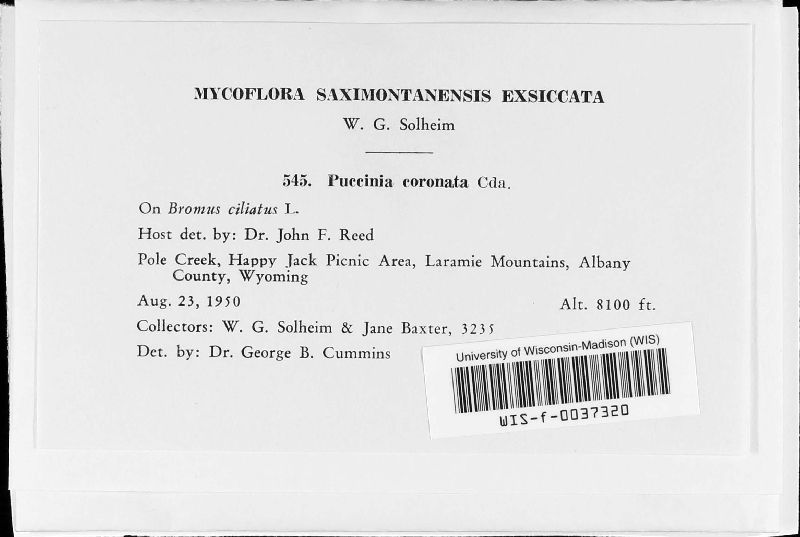 MYCOFLORA SAXIMONTANENSIS EXSICCATA
W. G. Solheim
545. Puccinia coronata Cda.
On Bromus ciliatus L.
Host det. by: Dr. John F. Reed
Pole Creek, Happy Jack Picnic Area, Laramie Mountains, Albany
County, Wyoming
Aug. 23, 1950 Alt. 8100 ft.
Collectors: W. G. Solheim & Jane Baxter, 3235
Det. by: Dr. George B. Cummins
University of Wisconsin-Madison (WIS)
WIS-f-0037320